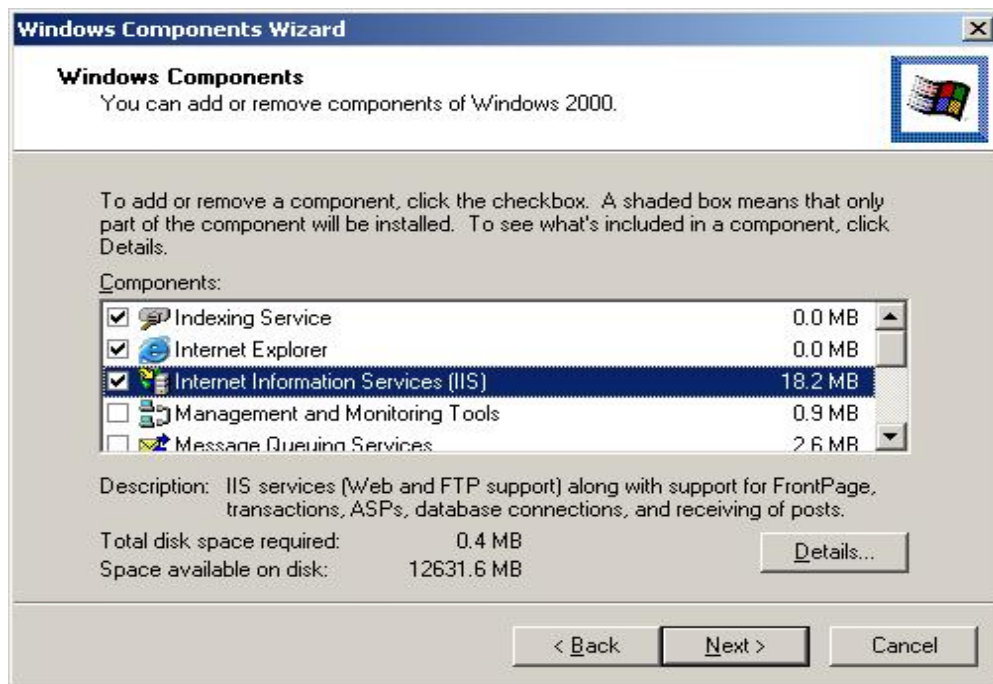 Windows Components Wizard
Windows Components
You can add or remove components of Windows 2000.
To add or remove a component, click the checkbox. A shaded box means that only
part of the component will be installed. To see what's included in a component, click
Details.
Components:
Indexing Service 0.0 MB
Internet Explorer 0.0 MB
Internet Information Services (IIS) 18.2 MB
Management and Monitoring Tools 0.9 MB
Message Queuing Services 2.6 MB
Description: IIS services (Web and FTP support) along with support for FrontPage,
transactions, ASPs, database connections, and receiving of posts.
Total disk space required: 0.4 MB
Space available on disk: 12631.6 MB
Details...
< Back Next > Cancel